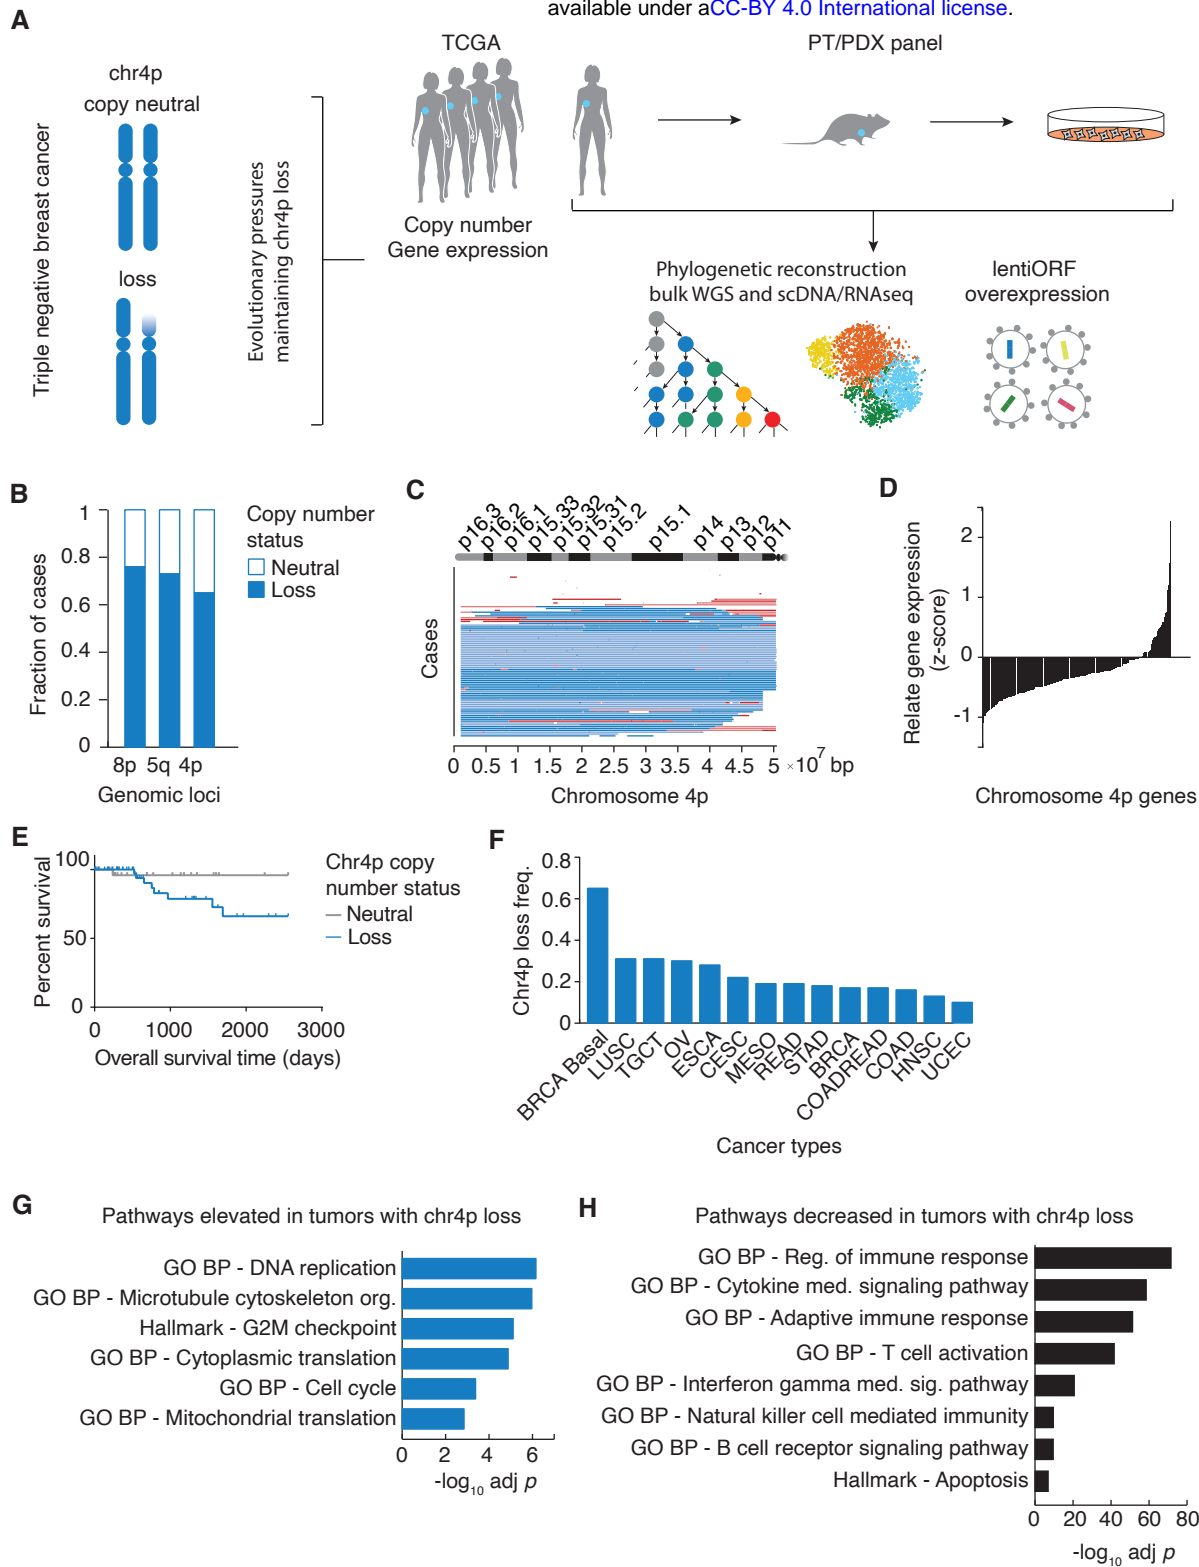 available under aCC-BY 4.0 International license.
A
TCGA
PT/PDX panel
chr4p
copy neutral
loss
Triple negative breast cancer
Evolutionary pressures
maintaining chr4p loss
Copy number
Gene expression
Phylogenetic reconstruction
bulk WGS and scDNA/RNAseq
lentiORF
overexpression
B
Fraction of cases
1
0.8
0.6
0.4
0.2
0
8p 5q 4p
Genomic loci
Copy number
status
Neutral
Loss
C
p16.3 p16.2 p16.1 p15.33 p15.32 p15.31 p15.2 p15.1 p14 p13 p12 p11
Cases
0 0.5 1 1.5 2 2.5 3 3.5 4 4.5 5 ×10⁷ bp
Chromosome 4p
D
Relate gene expression
(z-score)
2
1
0
-1
Chromosome 4p genes
E
Percent survival
100
50
0
0 1000 2000 3000
Overall survival time (days)
Chr4p copy
number status
Neutral
Loss
F
Chr4p loss freq.
0.8
0.6
0.4
0.2
0
BRCA Basal LUSC TGCT OV ESCA CESC MESO READ STAD BRCA COADREAD COAD HNSC UCEC
Cancer types
G
Pathways elevated in tumors with chr4p loss
GO BP - DNA replication
GO BP - Microtubule cytoskeleton org.
Hallmark - G2M checkpoint
GO BP - Cytoplasmic translation
GO BP - Cell cycle
GO BP - Mitochondrial translation
0 2 4 6
-log₁₀ adj p
H
Pathways decreased in tumors with chr4p loss
GO BP - Reg. of immune response
GO BP - Cytokine med. signaling pathway
GO BP - Adaptive immune response
GO BP - T cell activation
GO BP - Interferon gamma med. sig. pathway
GO BP - Natural killer cell mediated immunity
GO BP - B cell receptor signaling pathway
Hallmark - Apoptosis
0 20 40 60 80
-log₁₀ adj p